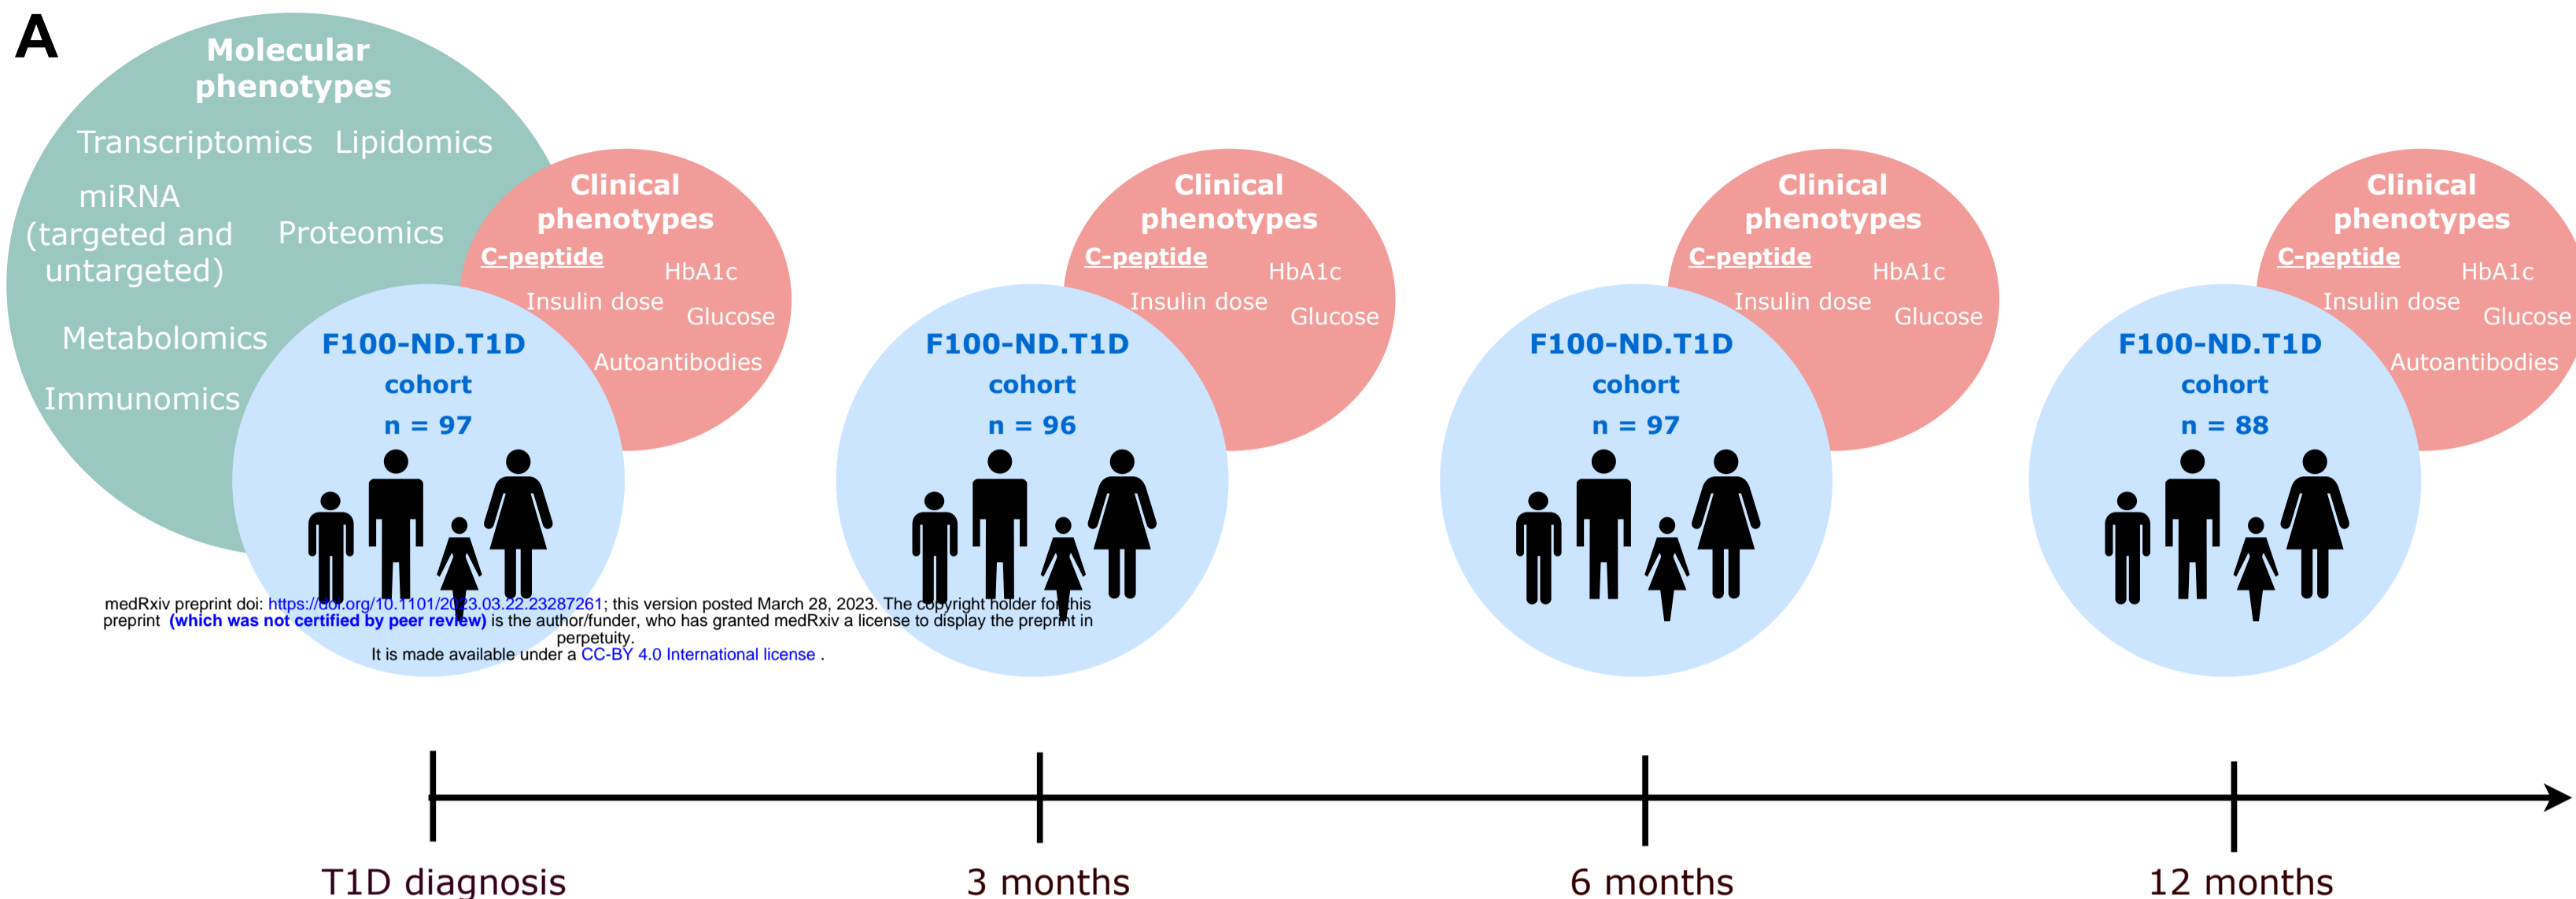 A
Molecular
phenotypes
Transcriptomics Lipidomics
miRNA
(targeted and
untargeted)
Proteomics
Metabolomics
Immunomics
Clinical
phenotypes
C-peptide
HbA1c
Insulin dose
Glucose
Autoantibodies
F100-ND.T1D
cohort
n = 97
Clinical
phenotypes
C-peptide
HbA1c
Insulin dose
Glucose
F100-ND.T1D
cohort
n = 96
Clinical
phenotypes
C-peptide
HbA1c
Insulin dose
Glucose
F100-ND.T1D
cohort
n = 97
Clinical
phenotypes
C-peptide
HbA1c
Insulin dose
Glucose
Autoantibodies
F100-ND.T1D
cohort
n = 88
medRxiv preprint doi: https://doi.org/10.1101/2023.03.22.23287261; this version posted March 28, 2023. The copyright holder for this
preprint (which was not certified by peer review) is the author/funder, who has granted medRxiv a license to display the preprint in
perpetuity.
It is made available under a CC-BY 4.0 International license .
T1D diagnosis
3 months
6 months
12 months